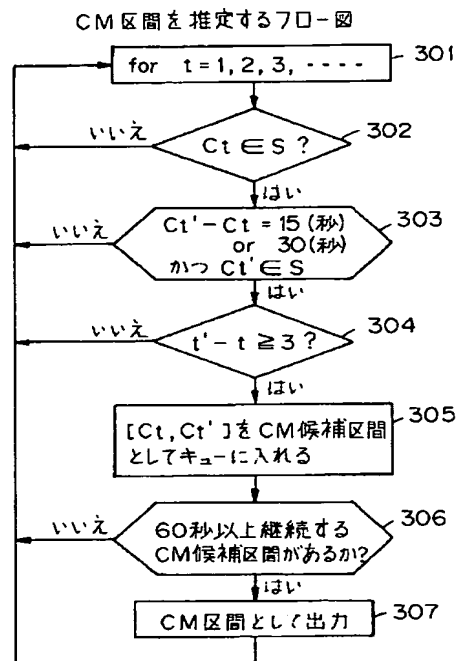 CM区間を推定するフロー図
for t=1,2,3,----
301
いいえ
Ct∈S?
302
はい
いいえ
Ct'-Ct=15(秒)
or 30(秒)
かつ Ct'∈S
303
はい
いいえ
t'-t≧3?
304
はい
[Ct,Ct']をCM候補区間
としてキューに入れる
305
いいえ
60秒以上継続する
CM候補区間があるか?
306
はい
CM区間として出力
307